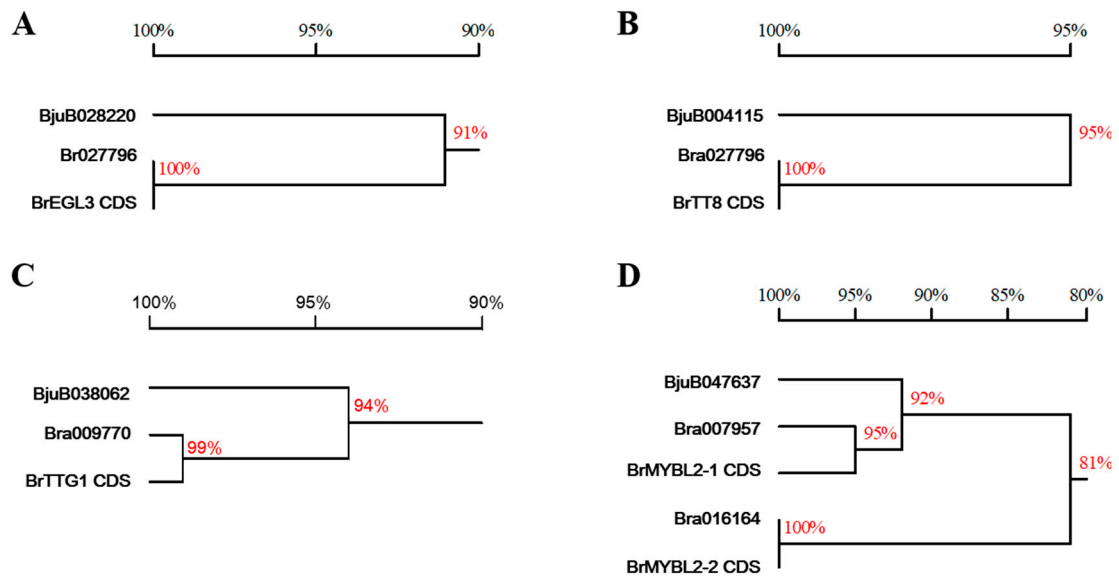 A
100% 95% 90%
BjuB028220
91%
Br027796
100%
BrEGL3 CDS
B
100% 95%
BjuB004115
95%
Bra027796
100%
BrTT8 CDS
C
100% 95% 90%
BjuB038062
94%
Bra009770
99%
BrTTG1 CDS
D
100% 95% 90% 85% 80%
BjuB047637
92%
Bra007957
95%
BrMYBL2-1 CDS
81%
Bra016164
100%
BrMYBL2-2 CDS